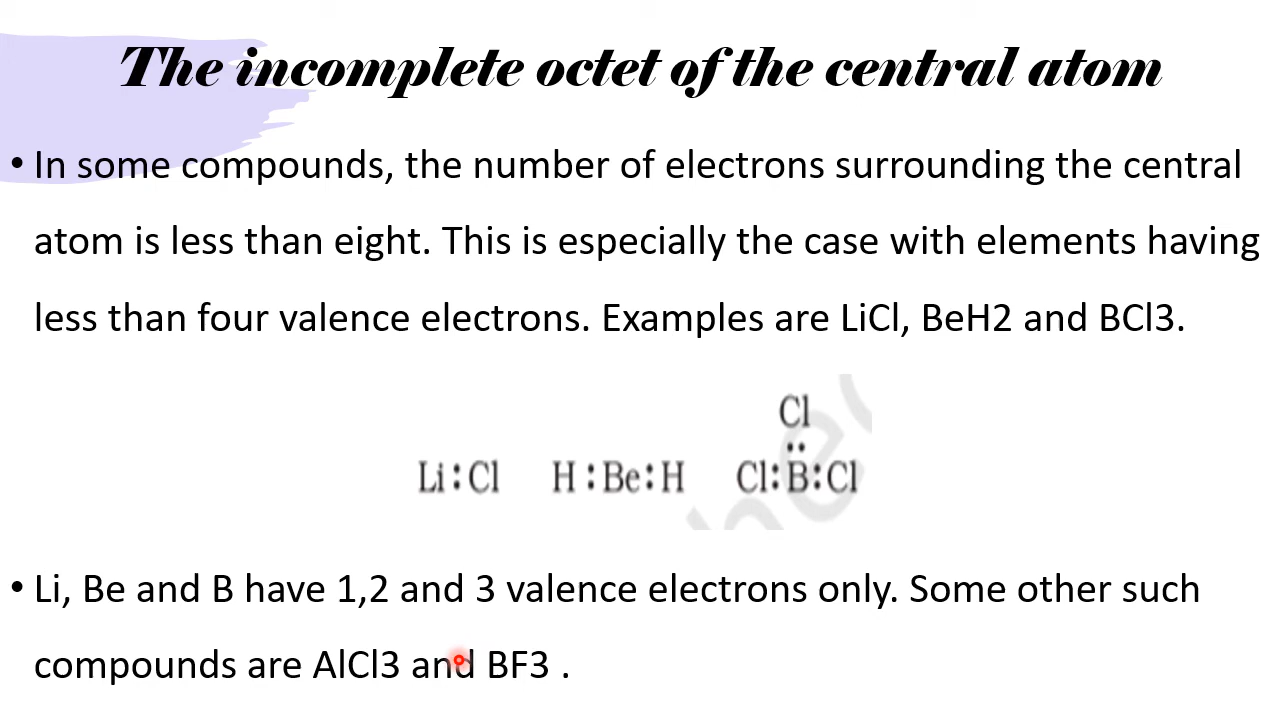 The incomplete octet of the central atom
• In some compounds, the number of electrons surrounding the central
atom is less than eight. This is especially the case with elements having
less than four valence electrons. Examples are LiCl, BeH2 and BCl3.
Cl
Li:Cl H:Be:H Cl:B:Cl
• Li, Be and B have 1,2 and 3 valence electrons only. Some other such
compounds are AlCl3 and BF3 .